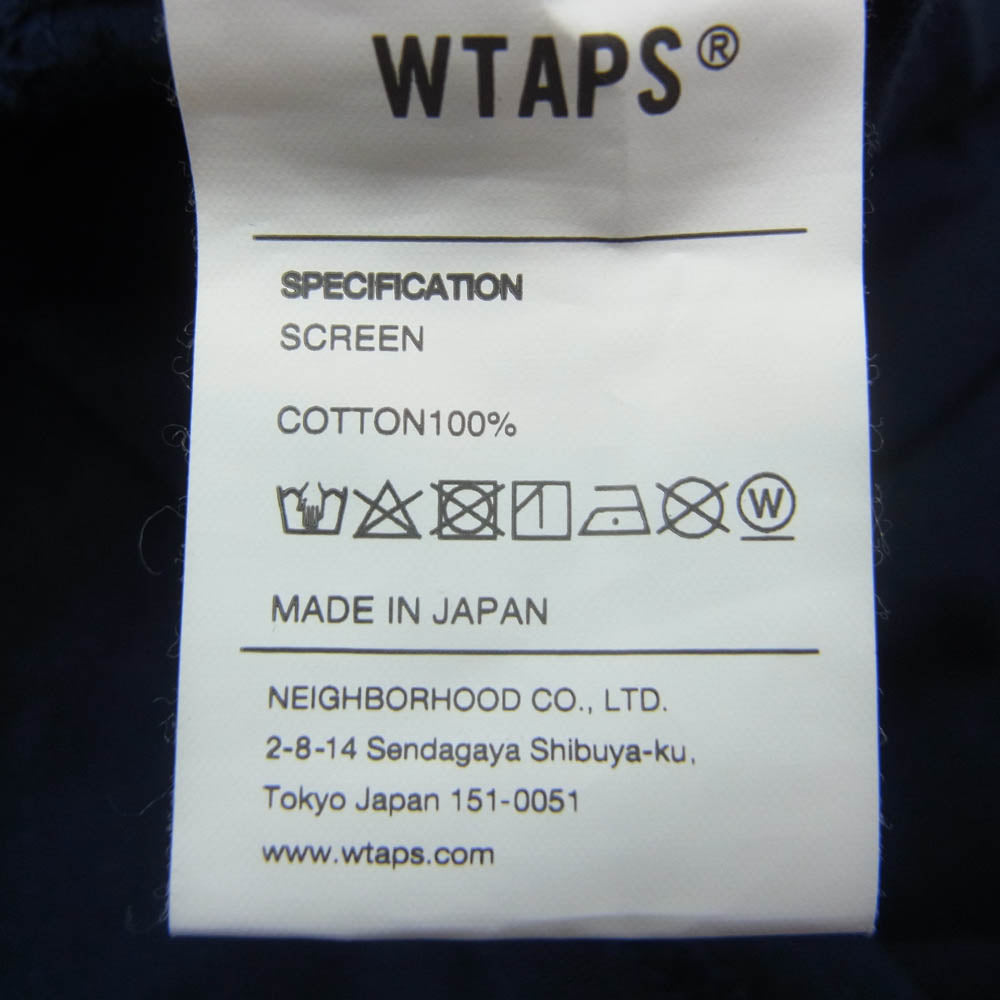 WTAPS®
SPECIFICATION
SCREEN
COTTON100%
W
MADE IN JAPAN
NEIGHBORHOOD CO., LTD.
2-8-14 Sendagaya Shibuya-ku,
Tokyo Japan 151-0051
www.wtaps.com